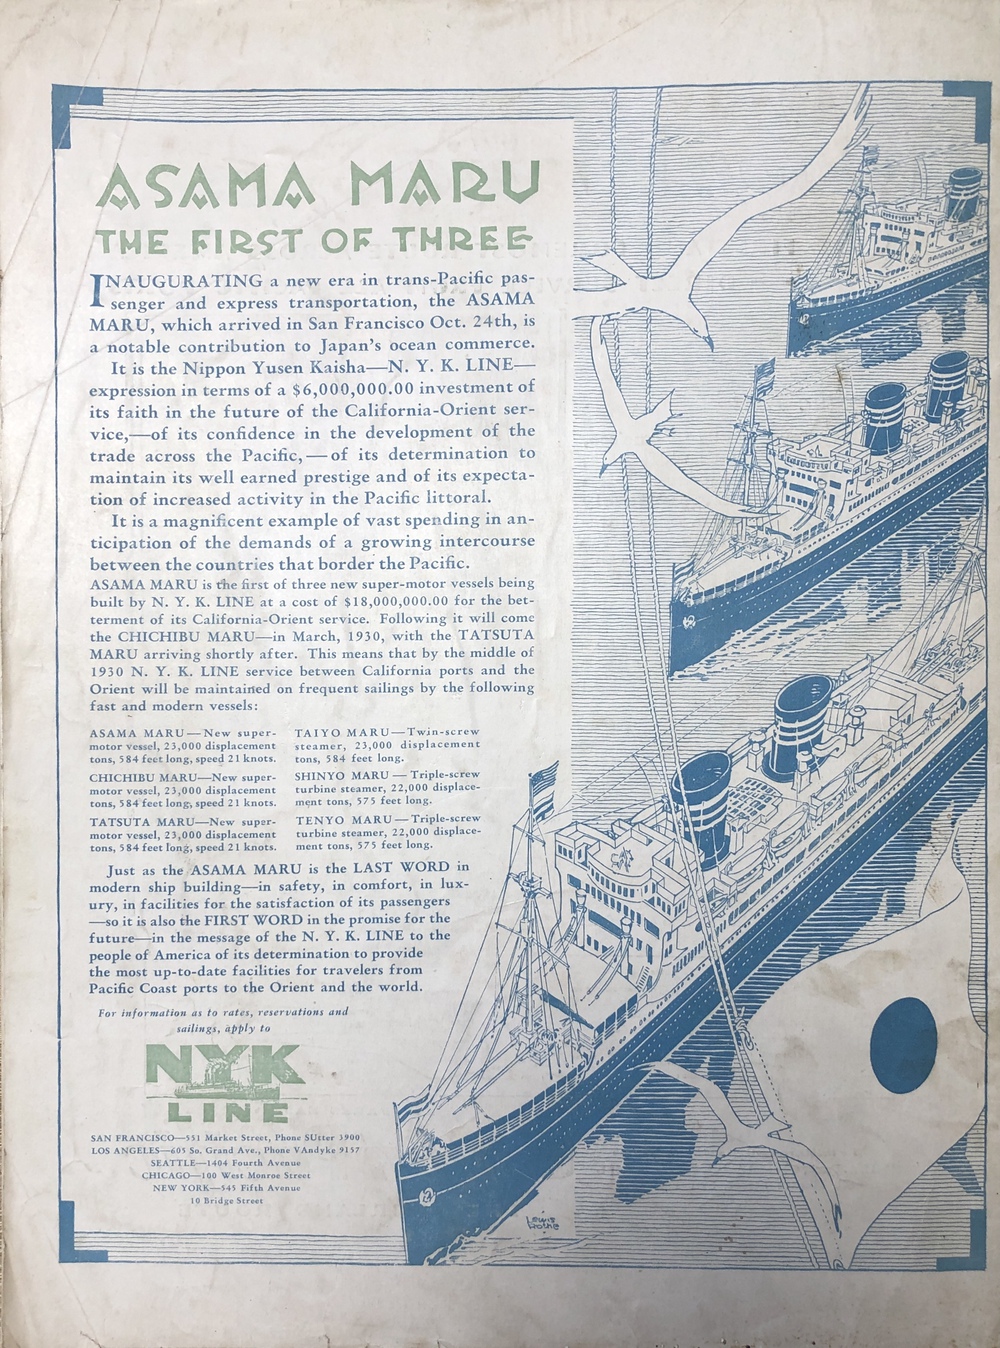 ASAMA MARU
THE FIRST OF THREE
INAUGURATING a new era in trans-Pacific pas-
senger and express transportation, the ASAMA
MARU, which arrived in San Francisco Oct. 24th, is
a notable contribution to Japan's ocean commerce.
It is the Nippon Yusen Kaisha—N. Y. K. LINE—
expression in terms of a $6,000,000.00 investment of
its faith in the future of the California-Orient ser-
vice,—of its confidence in the development of the
trade across the Pacific,—of its determination to
maintain its well earned prestige and of its expecta-
tion of increased activity in the Pacific littoral.
It is a magnificent example of vast spending in an-
ticipation of the demands of a growing intercourse
between the countries that border the Pacific.
ASAMA MARU is the first of three new super-motor vessels being
built by N. Y. K. LINE at a cost of $18,000,000.00 for the bet-
terment of its California-Orient service. Following it will come
the CHICHIBU MARU—in March, 1930, with the TATSUTA
MARU arriving shortly after. This means that by the middle of
1930 N. Y. K. LINE service between California ports and the
Orient will be maintained on frequent sailings by the following
fast and modern vessels:
ASAMA MARU—New super-
motor vessel, 23,000 displacement
tons, 584 feet long, speed 21 knots.
CHICHIBU MARU—New super-
motor vessel, 23,000 displacement
tons, 584 feet long, speed 21 knots.
TATSUTA MARU—New super-
motor vessel, 23,000 displacement
tons, 584 feet long, speed 21 knots.
TAIYO MARU—Twin-screw
steamer, 23,000 displacement
tons, 584 feet long.
SHINYO MARU — Triple-screw
turbine steamer, 22,000 displace-
ment tons, 575 feet long.
TENYO MARU—Triple-screw
turbine steamer, 22,000 displace-
ment tons, 575 feet long.
Just as the ASAMA MARU is the LAST WORD in
modern ship building—in safety, in comfort, in lux-
ury, in facilities for the satisfaction of its passengers
—so it is also the FIRST WORD in the promise for the
future—in the message of the N. Y. K. LINE to the
people of America of its determination to provide
the most up-to-date facilities for travelers from
Pacific Coast ports to the Orient and the world.
For information as to rates, reservations and
sailings, apply to
NYK
LINE
SAN FRANCISCO—551 Market Street, Phone SUtter 3900
LOS ANGELES—605 So. Grand Ave., Phone VAndyke 9157
SEATTLE—1404 Fourth Avenue
CHICAGO—100 West Monroe Street
NEW YORK—545 Fifth Avenue
10 Bridge Street
Lewis